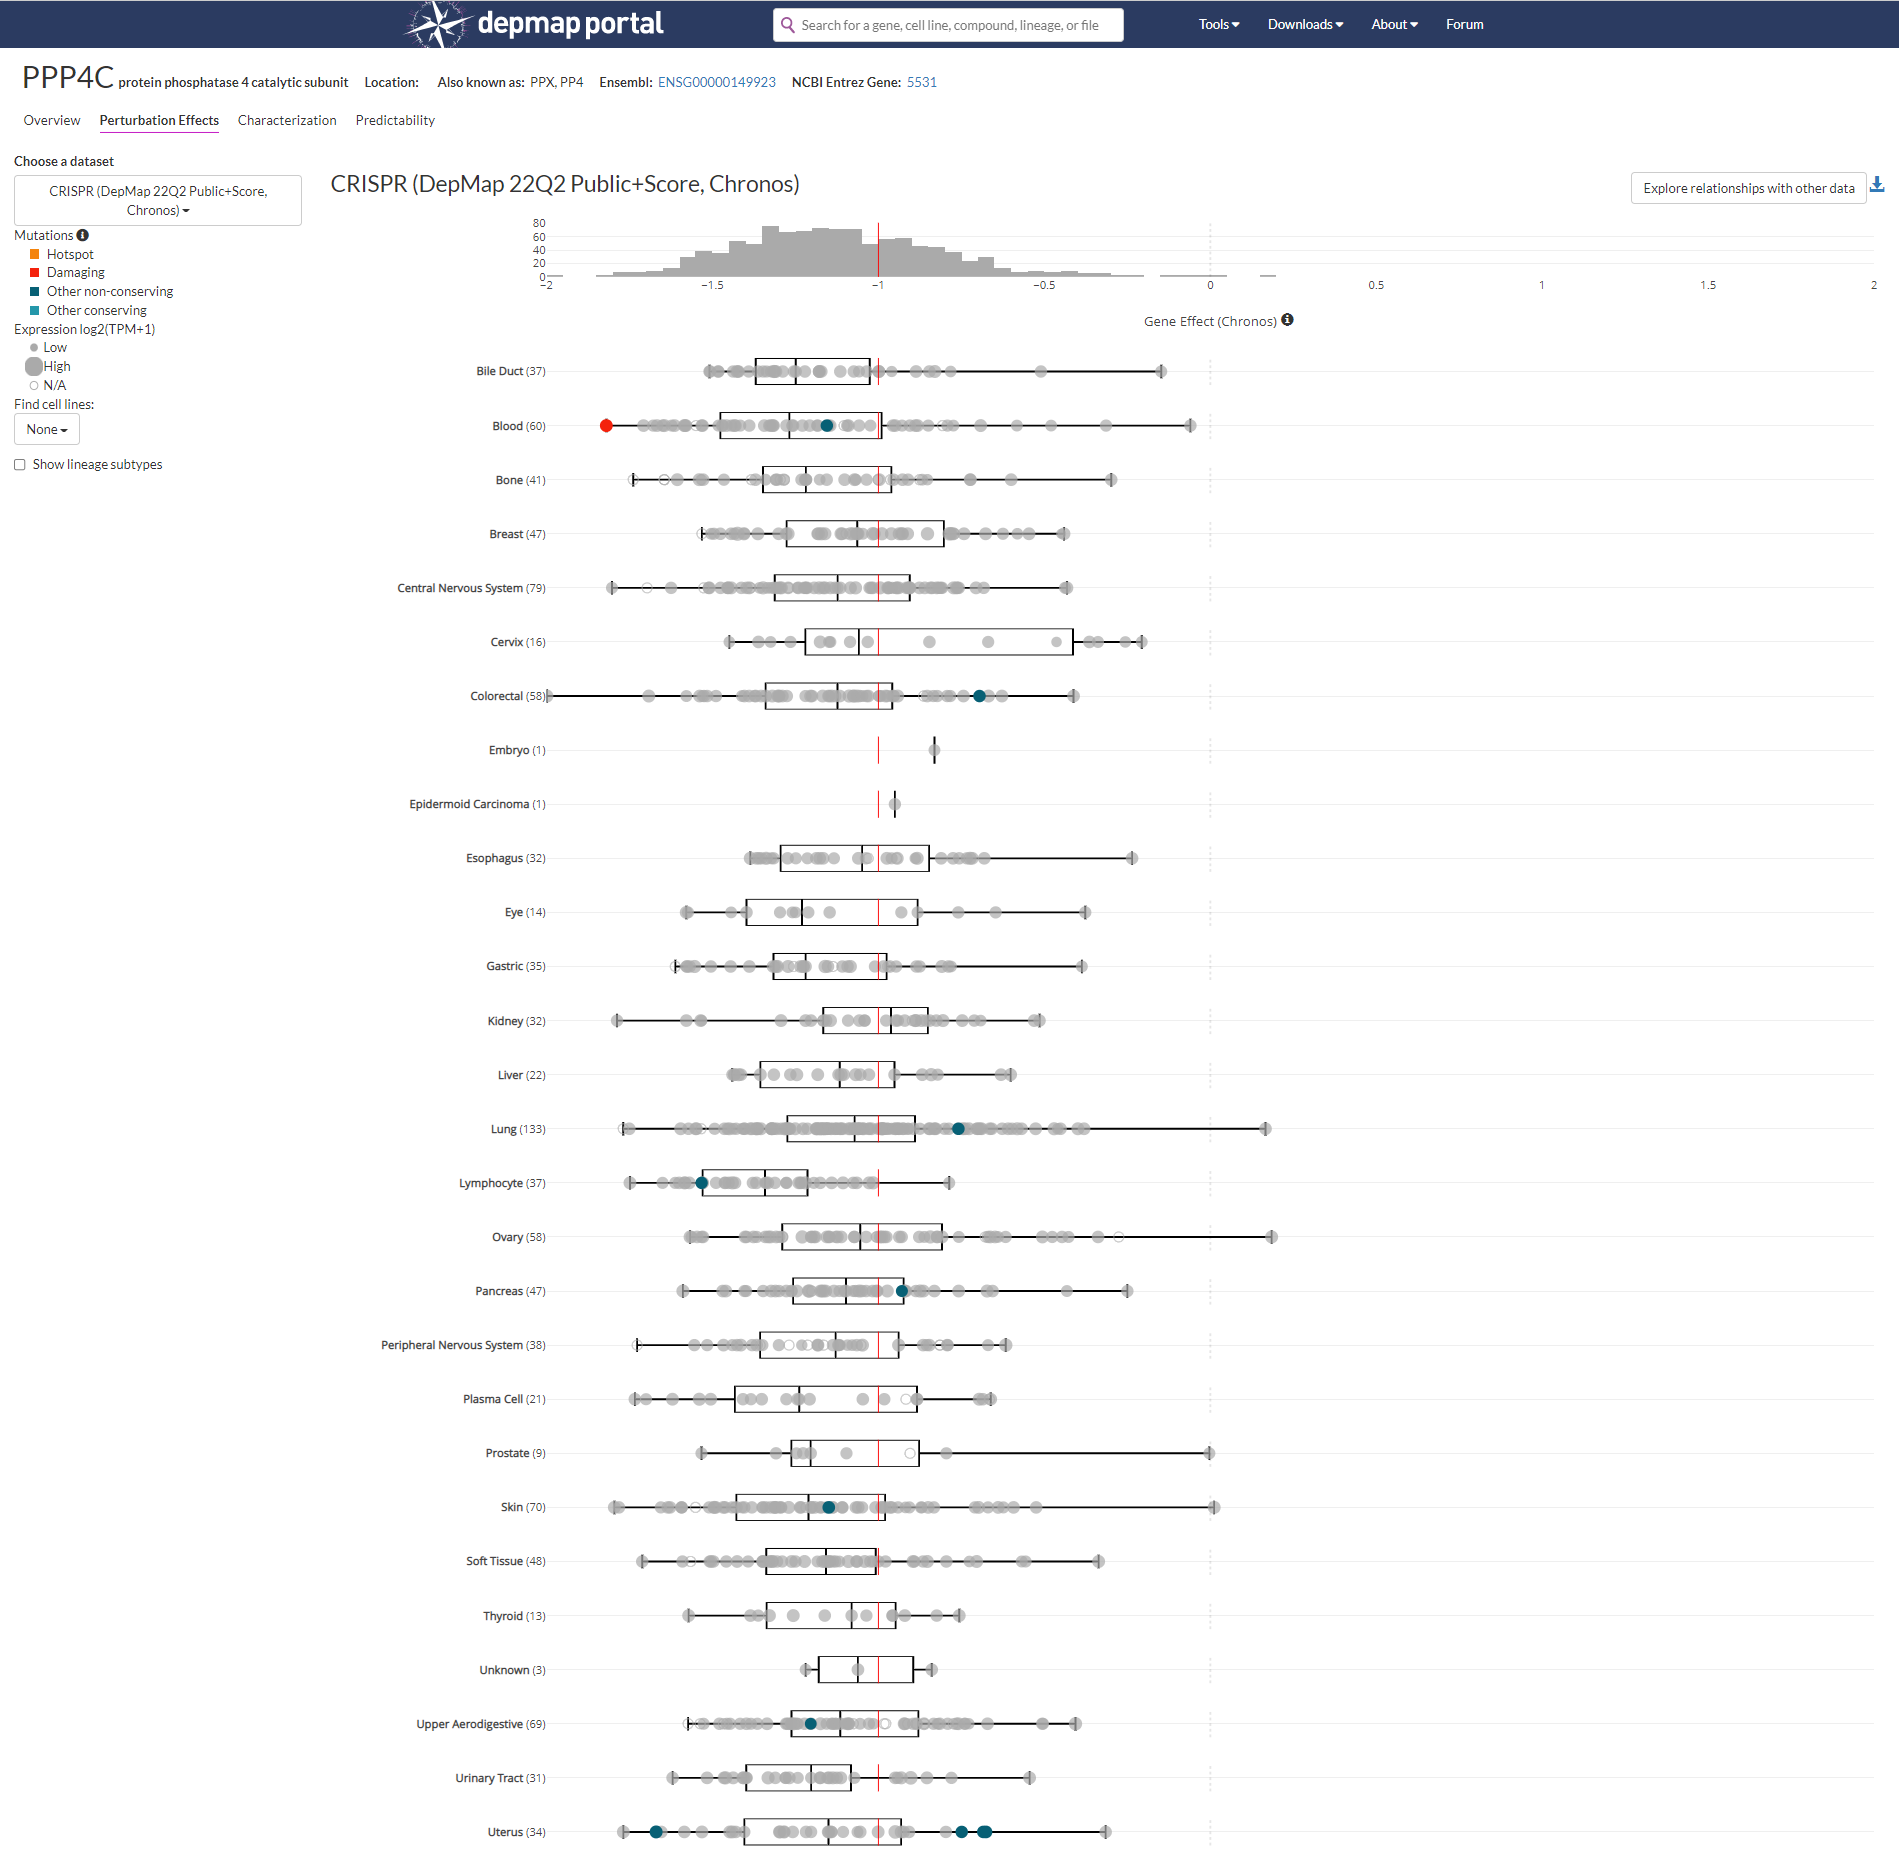 depmap portal
Search for a gene, cell line, compound, lineage, or file
Tools
Downloads
About
Forum
PPP4C protein phosphatase 4 catalytic subunit Location: Also known as: PPX, PP4 Ensembl: ENSG00000149923 NCBI Entrez Gene: 5531
Overview Perturbation Effects Characterization Predictability
Choose a dataset
CRISPR (DepMap 22Q2 Public+Score,
Chronos)
Mutations
Hotspot
Damaging
Other non-conserving
Other conserving
Expression log2(TPM+1)
Low
High
N/A
Find cell lines:
None
Show lineage subtypes
CRISPR (DepMap 22Q2 Public+Score, Chronos)
Explore relationships with other data
80
60
40
20
0
−2 −1.5 −1 −0.5 0 0.5 1 1.5 2
Gene Effect (Chronos)
Bile Duct (37)
Blood (60)
Bone (41)
Breast (47)
Central Nervous System (79)
Cervix (16)
Colorectal (58)
Embryo (1)
Epidermoid Carcinoma (1)
Esophagus (32)
Eye (14)
Gastric (35)
Kidney (32)
Liver (22)
Lung (133)
Lymphocyte (37)
Ovary (58)
Pancreas (47)
Peripheral Nervous System (38)
Plasma Cell (21)
Prostate (9)
Skin (70)
Soft Tissue (48)
Thyroid (13)
Unknown (3)
Upper Aerodigestive (69)
Urinary Tract (31)
Uterus (34)